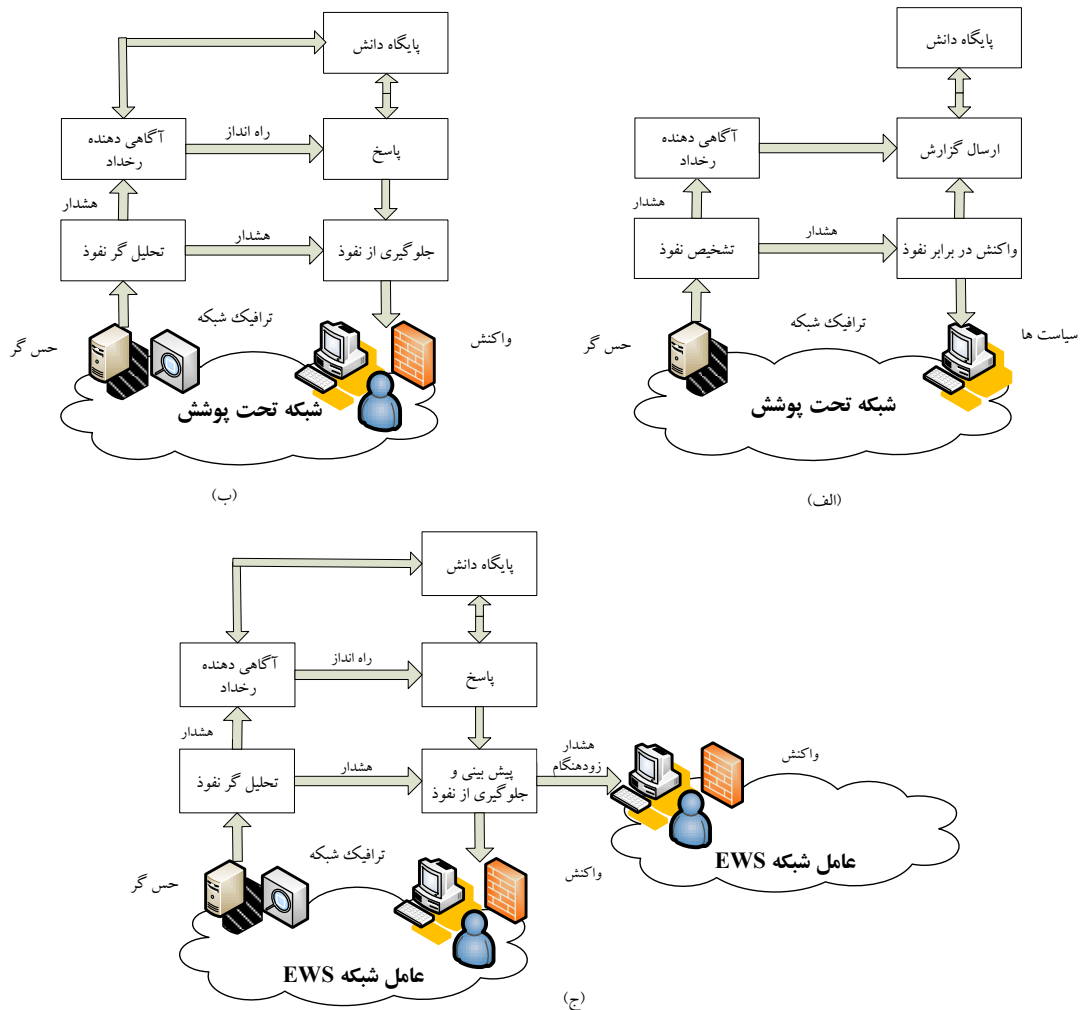 پایگاه دانش
آگاهی دهنده
رخداد
ارسال گزارش
هشدار
تشخیص نفوذ
هشدار
واکنش در برابر نفوذ
حس گر
ترافیک شبکه
سیاست ها
شبکه تحت پوشش
(الف)
پایگاه دانش
آگاهی دهنده
رخداد
راه انداز
پاسخ
هشدار
تحلیل گر نفوذ
هشدار
جلوگیری از نفوذ
حس گر
ترافیک شبکه
واکنش
شبکه تحت پوشش
(ب)
پایگاه دانش
آگاهی دهنده
رخداد
راه انداز
پاسخ
هشدار
تحلیل گر نفوذ
هشدار
پیش بینی و
جلوگیری از نفوذ
هشدار
زودهنگام
واکنش
عامل شبکه EWS
حس گر
ترافیک شبکه
واکنش
عامل شبکه EWS
(ج)